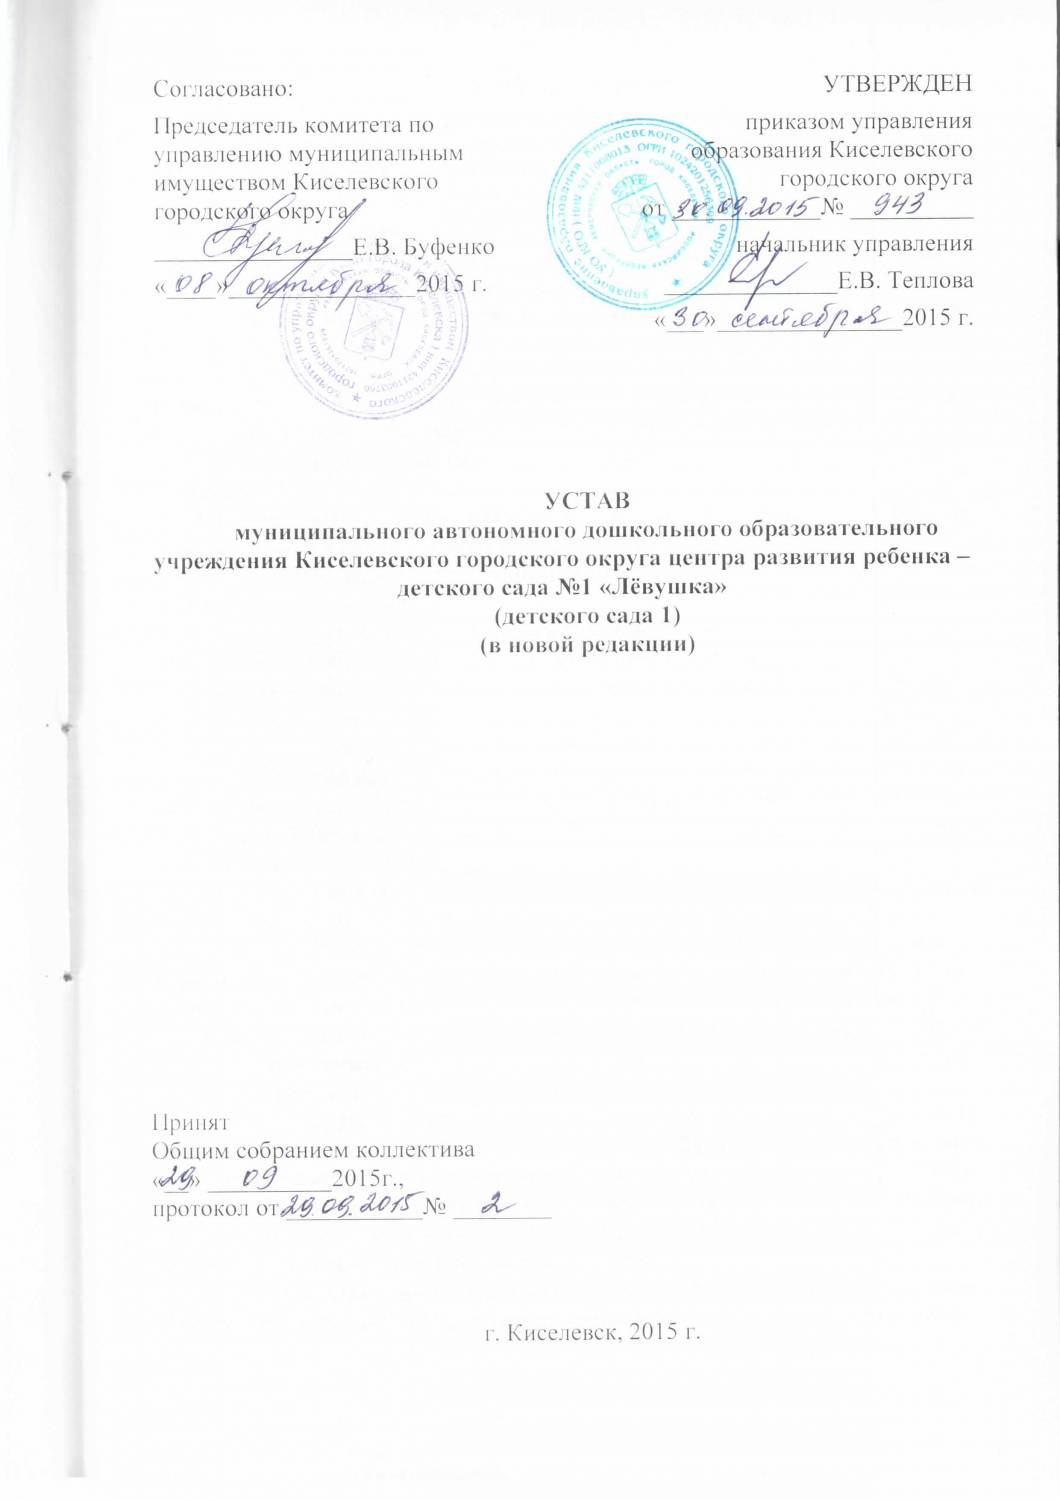 Согласовано:
Председатель комитета по
управлению муниципальным
имуществом Киселевского
городского округа
Е.В. Буфенко
«08» октября 2015 г.
УТВЕРЖДЕН
приказом управления
образования Киселевского
городского округа
от 30.09.2015 № 943
начальник управления
Е.В. Теплова
«30» сентября 2015 г.
УСТАВ
муниципального автономного дошкольного образовательного
учреждения Киселевского городского округа центра развития ребенка –
детского сада №1 «Лёвушка»
(детского сада 1)
(в новой редакции)
Принят
Общим собранием коллектива
«29» 09 2015г.,
протокол от 29.09.2015 № 2
г. Киселевск, 2015 г.